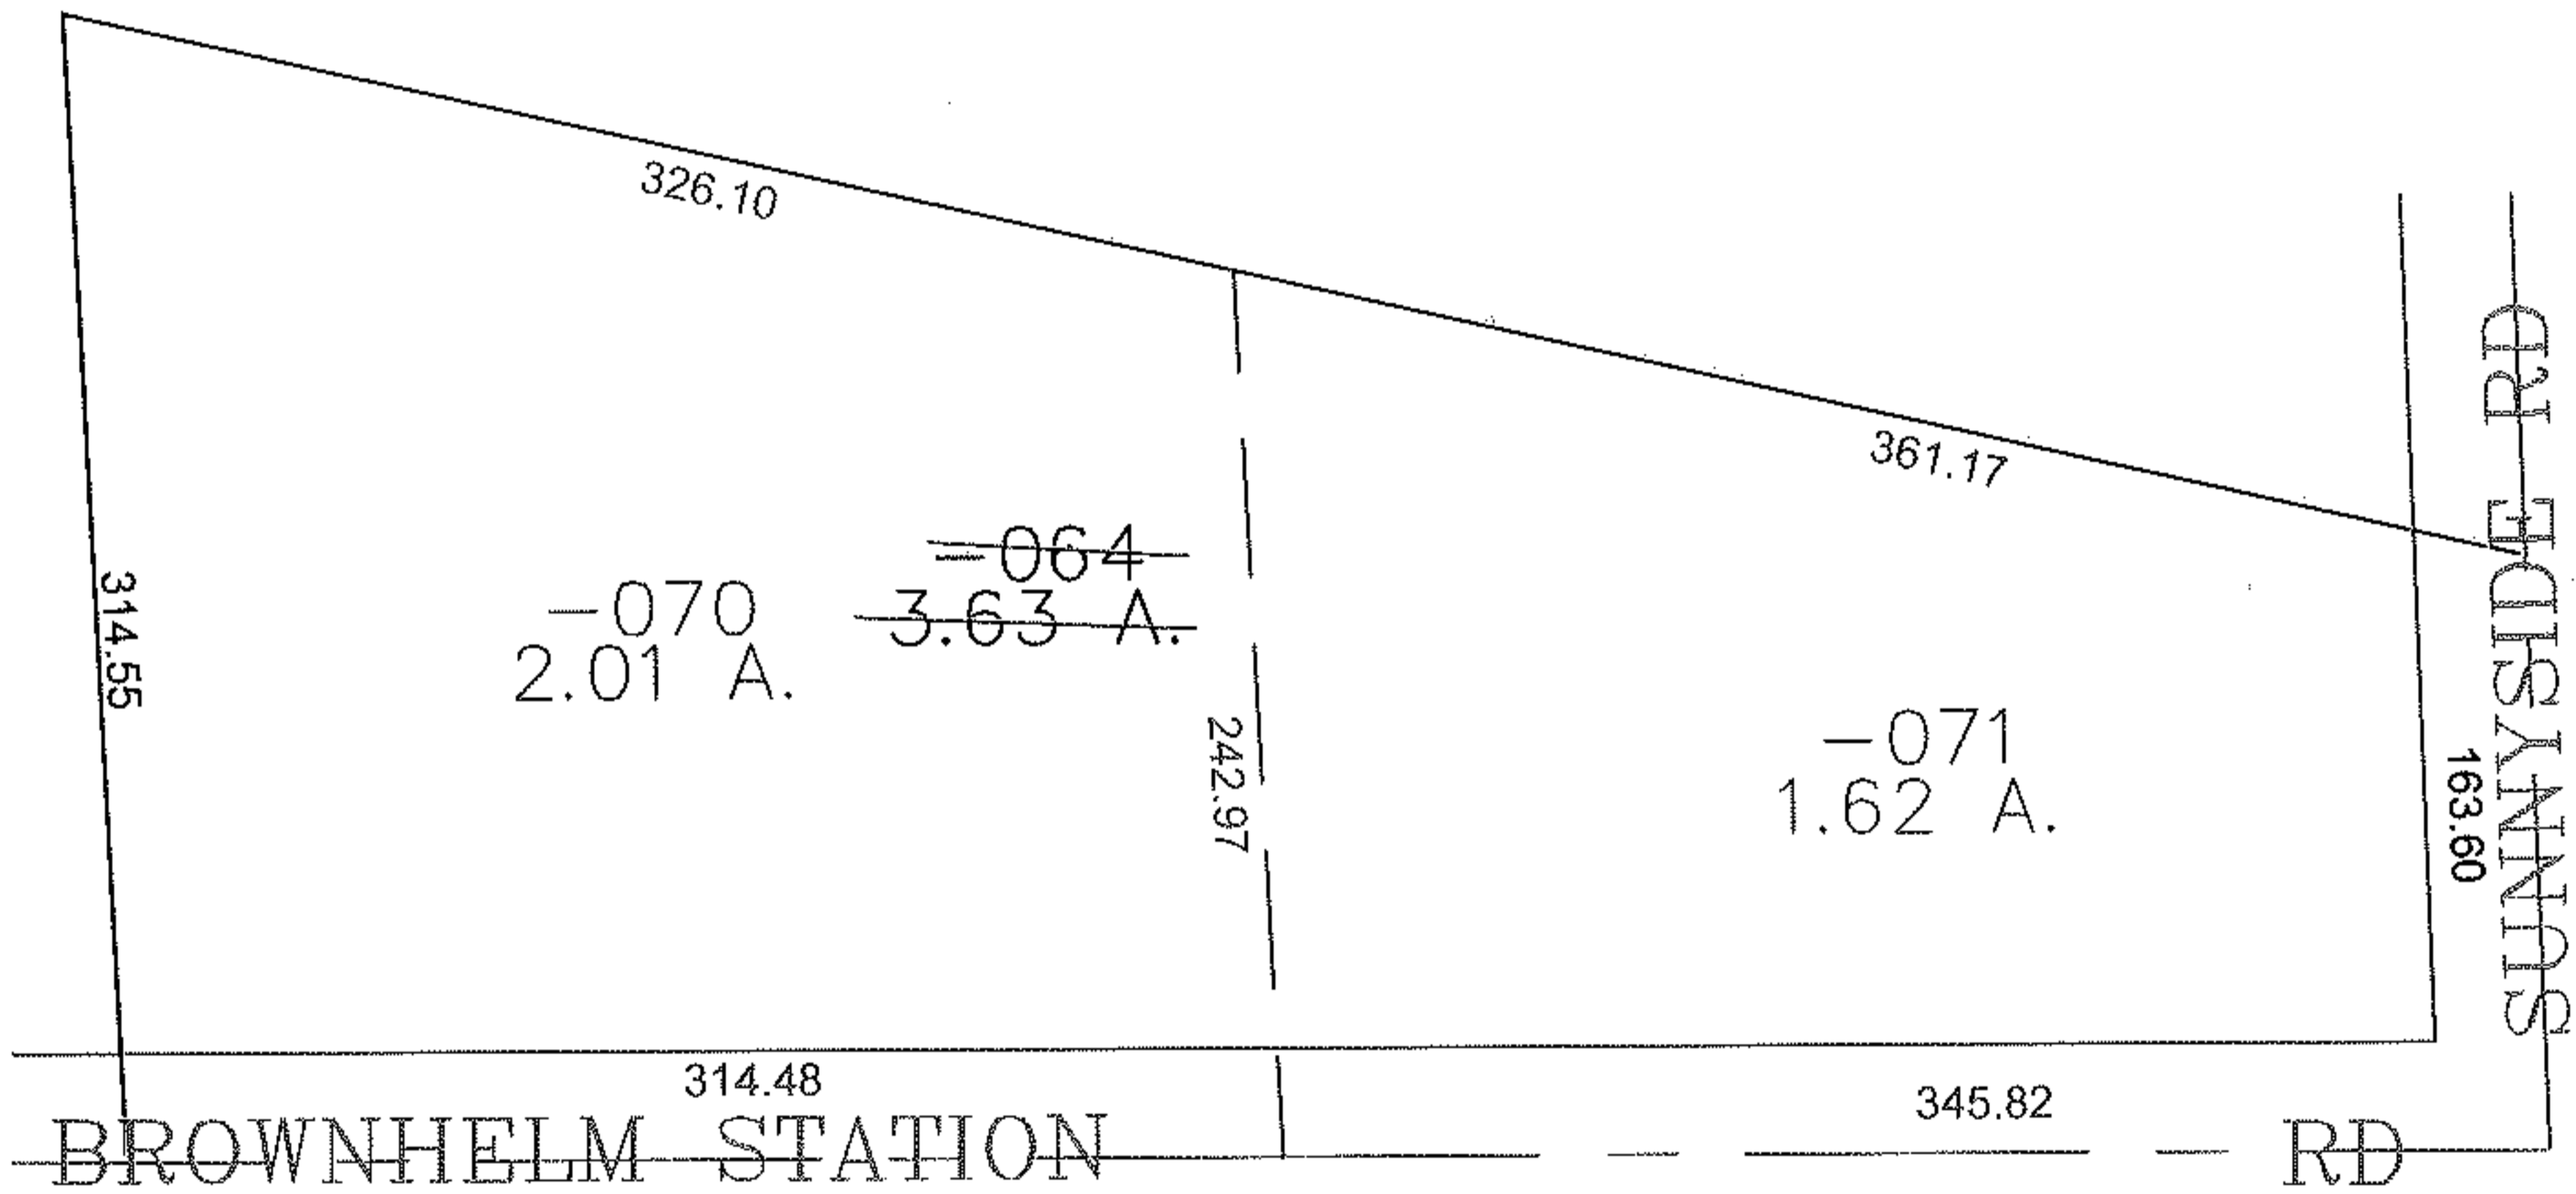 326.10
361.17
SUNNYSIDE RD
-064
3.63 A.
-070
2.01 A.
314.55
242.97
-071
1.62 A.
163.60
314.48
345.82
BROWNHELM STATION RD